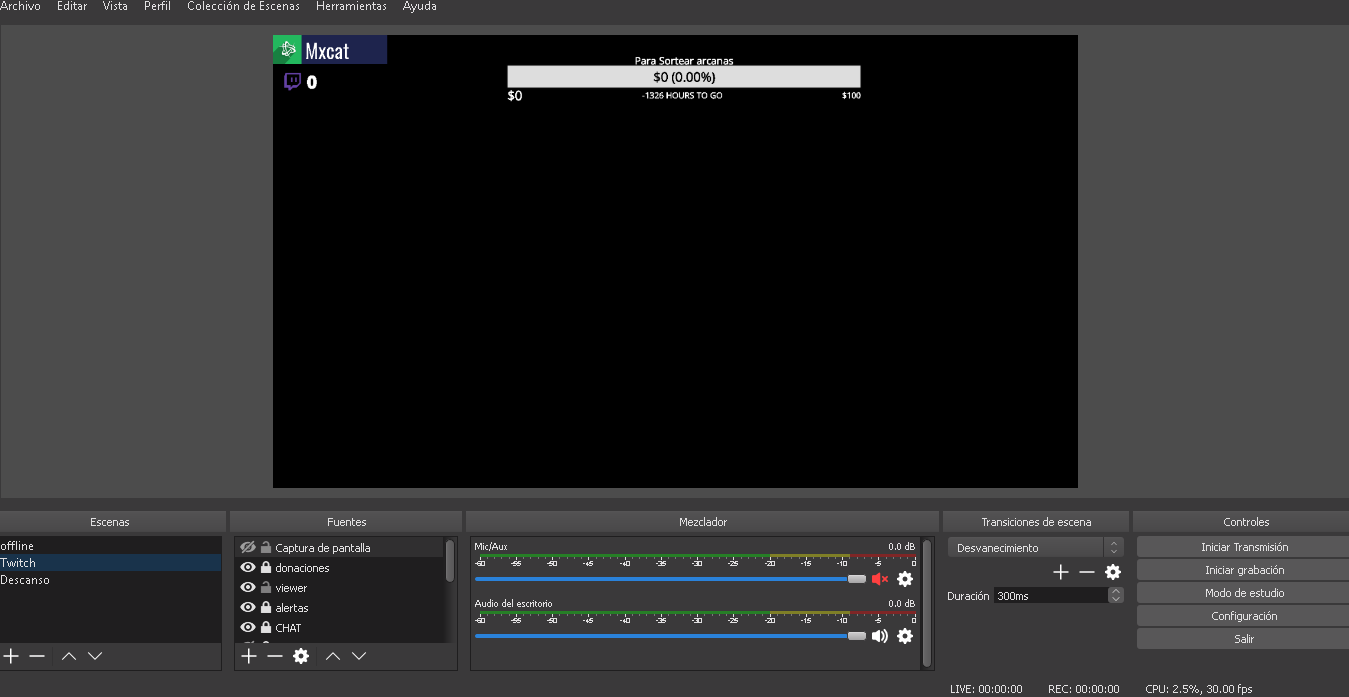 Archivo Editar Vista Perfil Colección de Escenas Herramientas Ayuda
Mxcat
0
Para Sortear arcanas
$0 (0.00%)
$0 -1326 HOURS TO GO $100
Escenas
offline
Twitch
Descanso
Fuentes
Captura de pantalla
donaciones
viewer
alertas
CHAT
Mezclador
Mic/Aux 0.0 dB
-60 -55 -50 -45 -40 -35 -30 -25 -20 -15 -10 -5 0
Audio del escritorio 0.0 dB
-60 -55 -50 -45 -40 -35 -30 -25 -20 -15 -10 -5 0
Transiciones de escena
Desvanecimiento
Duración 300ms
Controles
Iniciar Transmisión
Iniciar grabación
Modo de estudio
Configuración
Salir
LIVE: 00:00:00 REC: 00:00:00 CPU: 2.5%, 30.00 fps